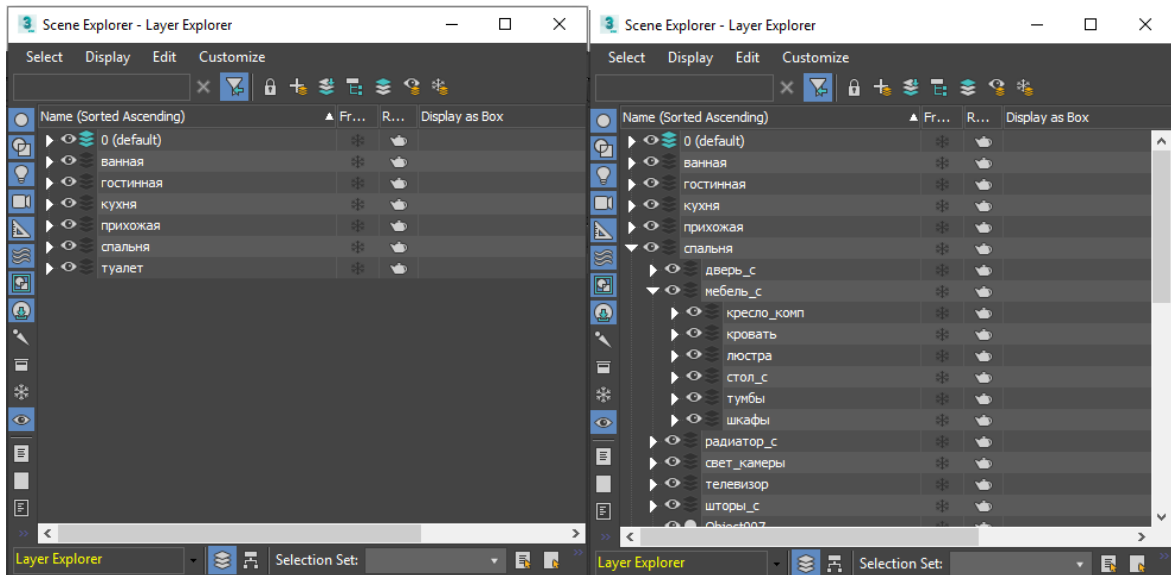 Scene Explorer - Layer Explorer
Select Display Edit Customize
Name (Sorted Ascending) Fr... R... Display as Box
0 (default)
ванная
гостинная
кухня
прихожая
спальня
туалет
Layer Explorer Selection Set:
Scene Explorer - Layer Explorer
Select Display Edit Customize
Name (Sorted Ascending) Fr... R... Display as Box
0 (default)
ванная
гостинная
кухня
прихожая
спальня
дверь_с
мебель_с
кресло_комп
кровать
люстра
стол_с
тумбы
шкафы
радиатор_с
свет_камеры
телевизор
шторы_с
Object007
Layer Explorer Selection Set: